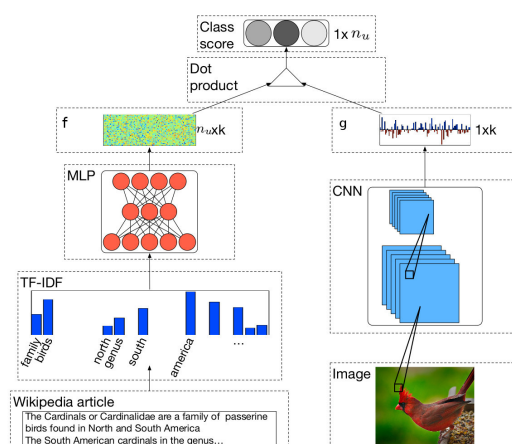 Class
score
1x n_u
Dot
product
f
n_uxk
g
1xk
MLP
CNN
TF-IDF
family
birds
north
genus
south
america
...
Image
Wikipedia article
The Cardinals or Cardinalidae are a family of passerine
birds found in North and South America
The South American cardinals in the genus...